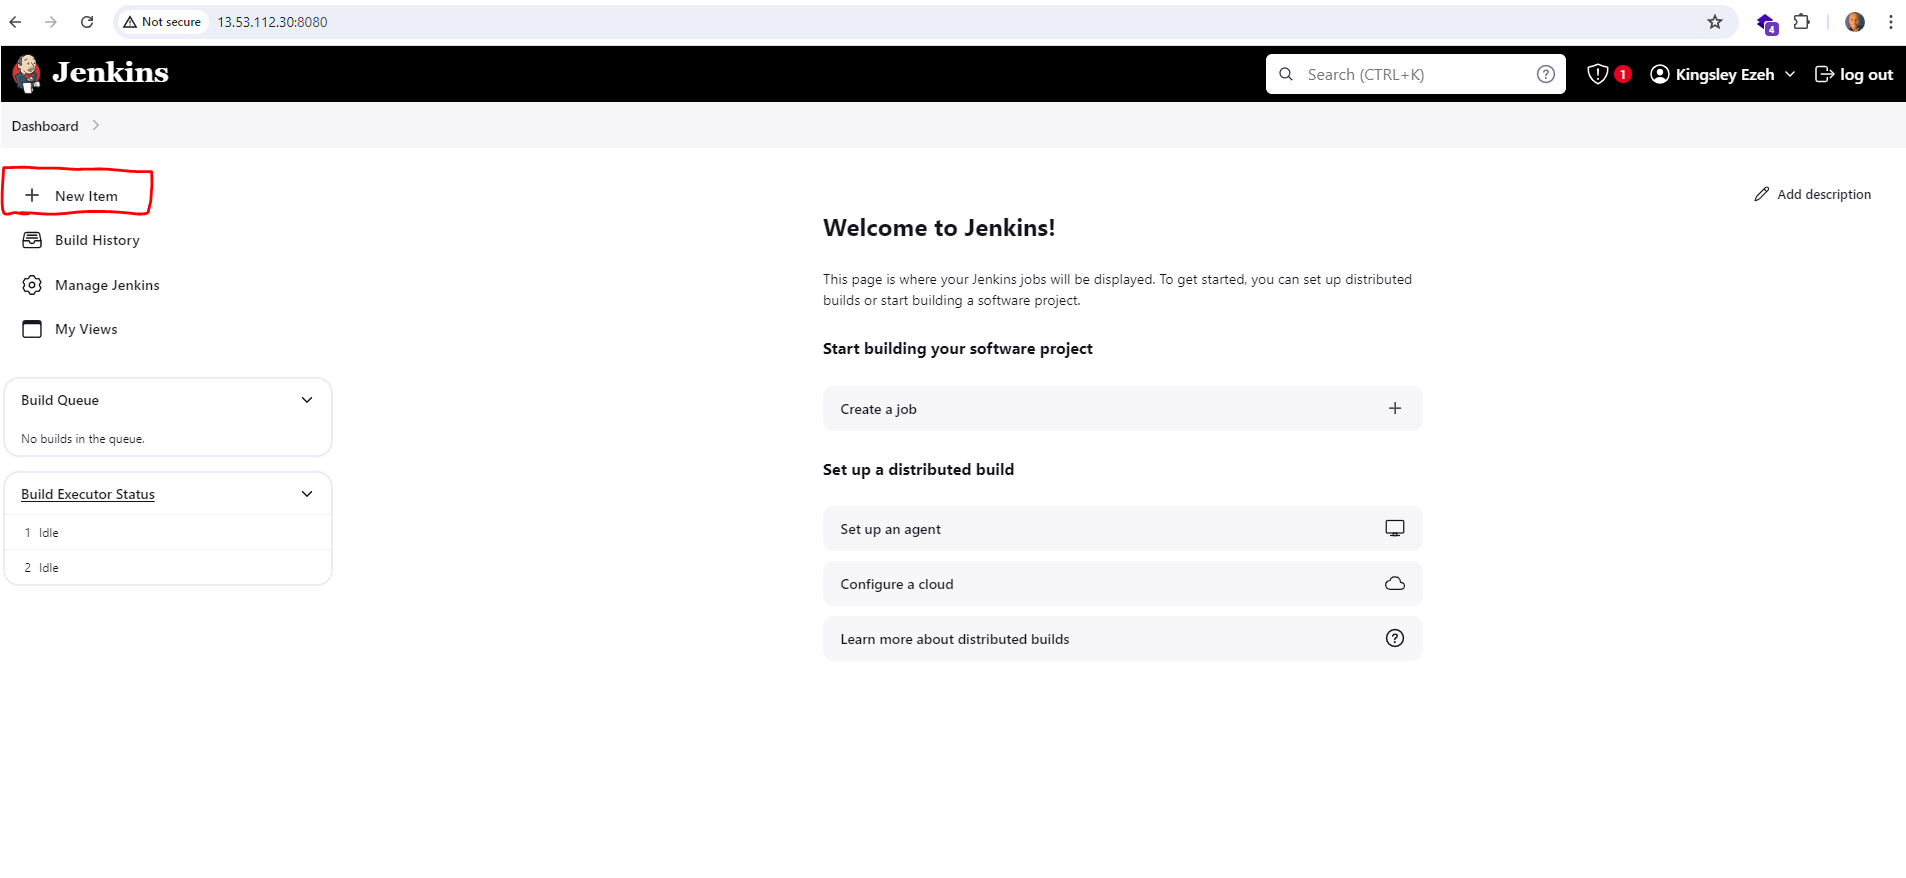 Not secure 13.53.112.30:8080
4
Jenkins
Search (CTRL+K)
1
Kingsley Ezeh
log out
Dashboard
New Item
Build History
Manage Jenkins
My Views
Build Queue
No builds in the queue.
Build Executor Status
1 Idle
2 Idle
Add description
Welcome to Jenkins!
This page is where your Jenkins jobs will be displayed. To get started, you can set up distributed
builds or start building a software project.
Start building your software project
Create a job
Set up a distributed build
Set up an agent
Configure a cloud
Learn more about distributed builds